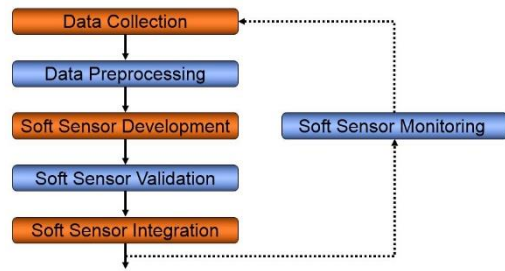 Data Collection
Data Preprocessing
Soft Sensor Development
Soft Sensor Monitoring
Soft Sensor Validation
Soft Sensor Integration